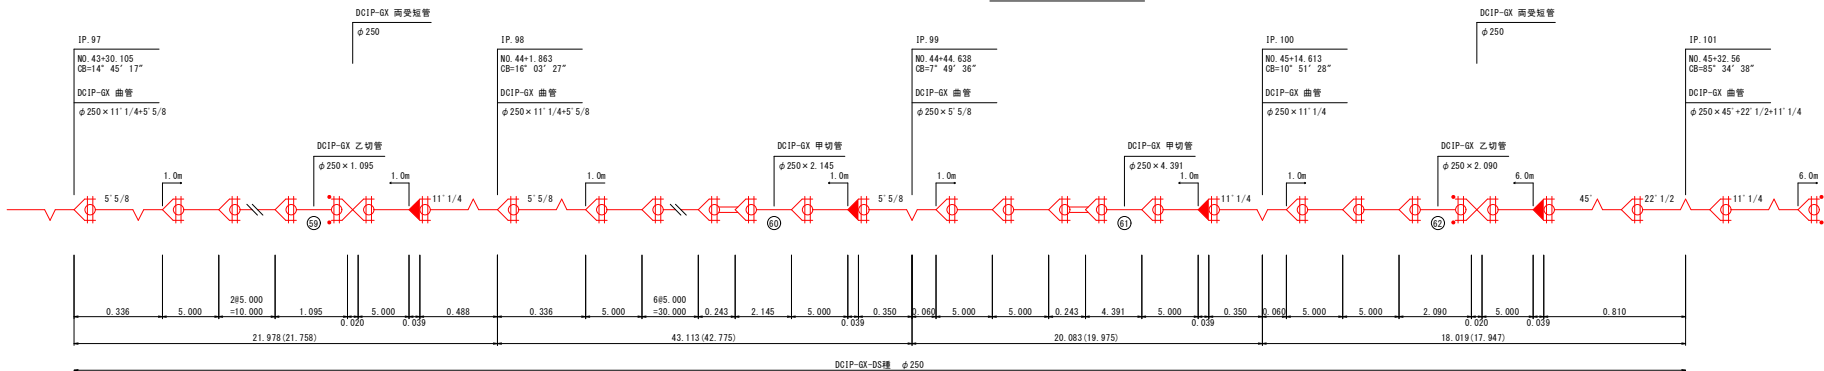 DCIP-GX 両受短管
φ250
DCIP-GX 両受短管
φ250
IP.97
NO.43+30.105
CB=14° 45′ 17″
DCIP-GX 曲管
φ250×11°1/4+5°5/8
IP.98
NO.44+1.863
CB=16° 03′ 27″
DCIP-GX 曲管
φ250×11°1/4+5°5/8
IP.99
NO.44+44.638
CB=7° 49′ 36″
DCIP-GX 曲管
φ250×5°5/8
IP.100
NO.45+14.613
CB=10° 51′ 28″
DCIP-GX 曲管
φ250×11°1/4
IP.101
NO.45+32.56
CB=85° 34′ 38″
DCIP-GX 曲管
φ250×45°+22°1/2+11°1/4
DCIP-GX 乙切管
φ250×1.095
DCIP-GX 甲切管
φ250×2.145
DCIP-GX 甲切管
φ250×4.391
DCIP-GX 乙切管
φ250×2.090
1.0m 1.0m 1.0m 1.0m 1.0m 1.0m 1.0m 6.0m 6.0m
5°5/8 11°1/4 5°5/8 5°5/8 11°1/4 45° 22°1/2 11°1/4
59 60 61 62
2@5.000 6@5.000
0.336 5.000 =10.000 1.095 5.000 0.488 0.336 5.000 =30.000 0.243 2.145 5.000 0.350 0.060 5.000 5.000 0.243 4.391 5.000 0.350 0.060 5.000 5.000 2.090 5.000 0.810
0.020 0.039 0.039 0.039 0.020 0.039
21.978(21.758) 43.113(42.775) 20.083(19.975) 18.019(17.947)
DCIP-GX-DS種 φ250